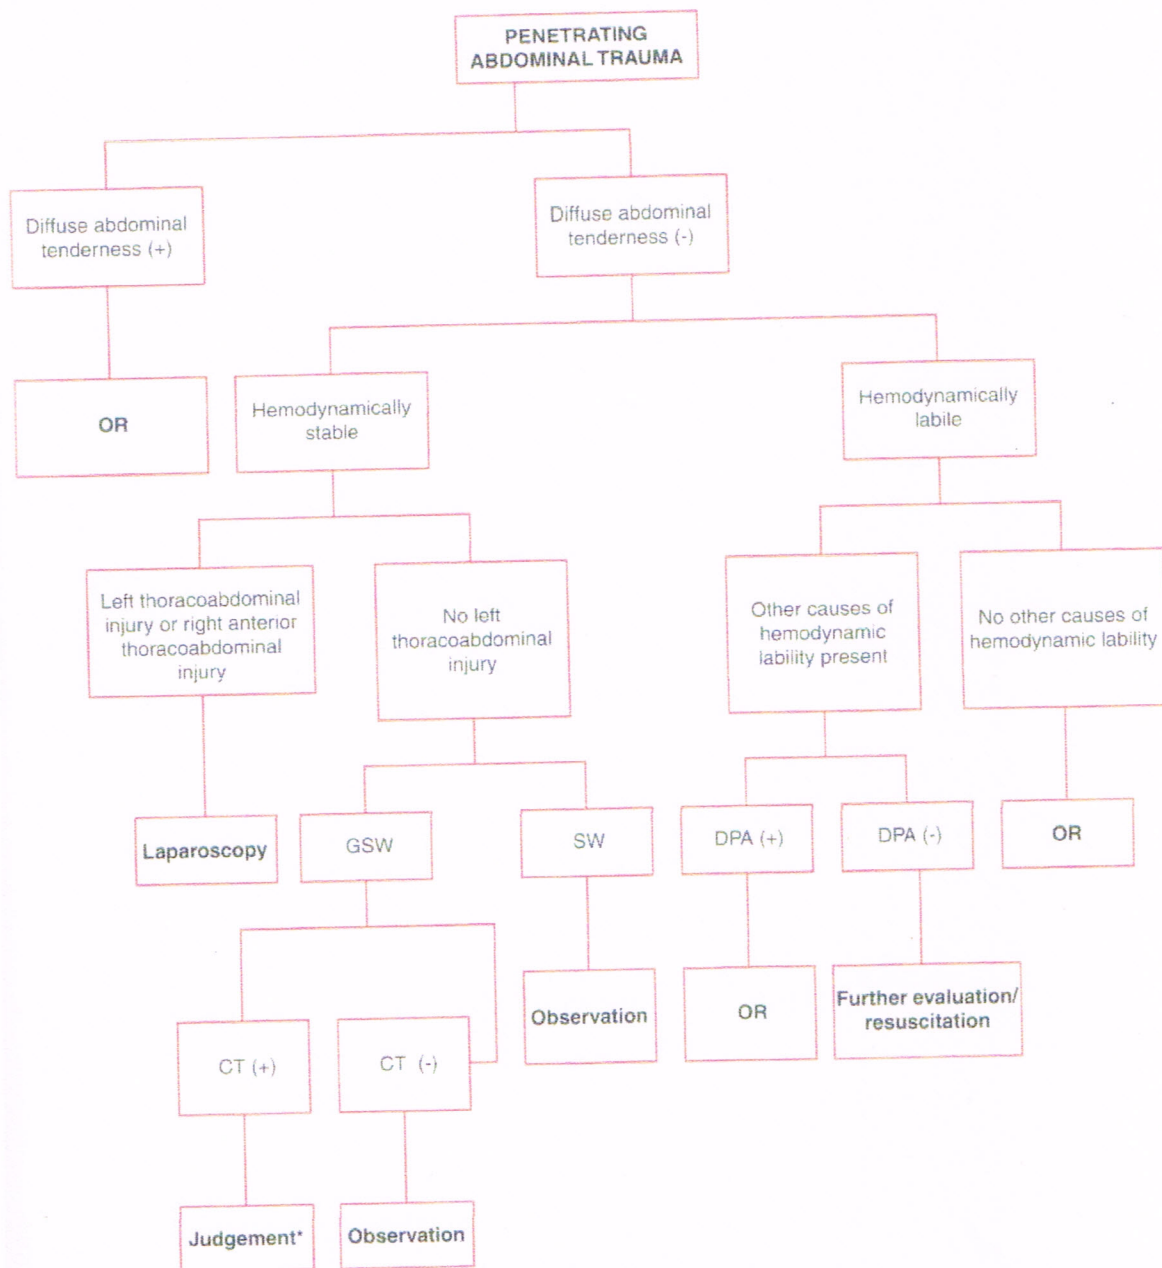 PENETRATING
ABDOMINAL TRAUMA
Diffuse abdominal
tenderness (+)
Diffuse abdominal
tenderness (-)
OR
Hemodynamically
stable
Hemodynamically
labile
Left thoracoabdominal
injury or right anterior
thoracoabdominal
injury
No left
thoracoabdominal
injury
Other causes of
hemodynamic
lability present
No other causes of
hemodynamic lability
Laparoscopy
GSW
SW
DPA (+)
DPA (-)
OR
CT (+)
CT (-)
Observation
OR
Further evaluation/
resuscitation
Judgement*
Observation